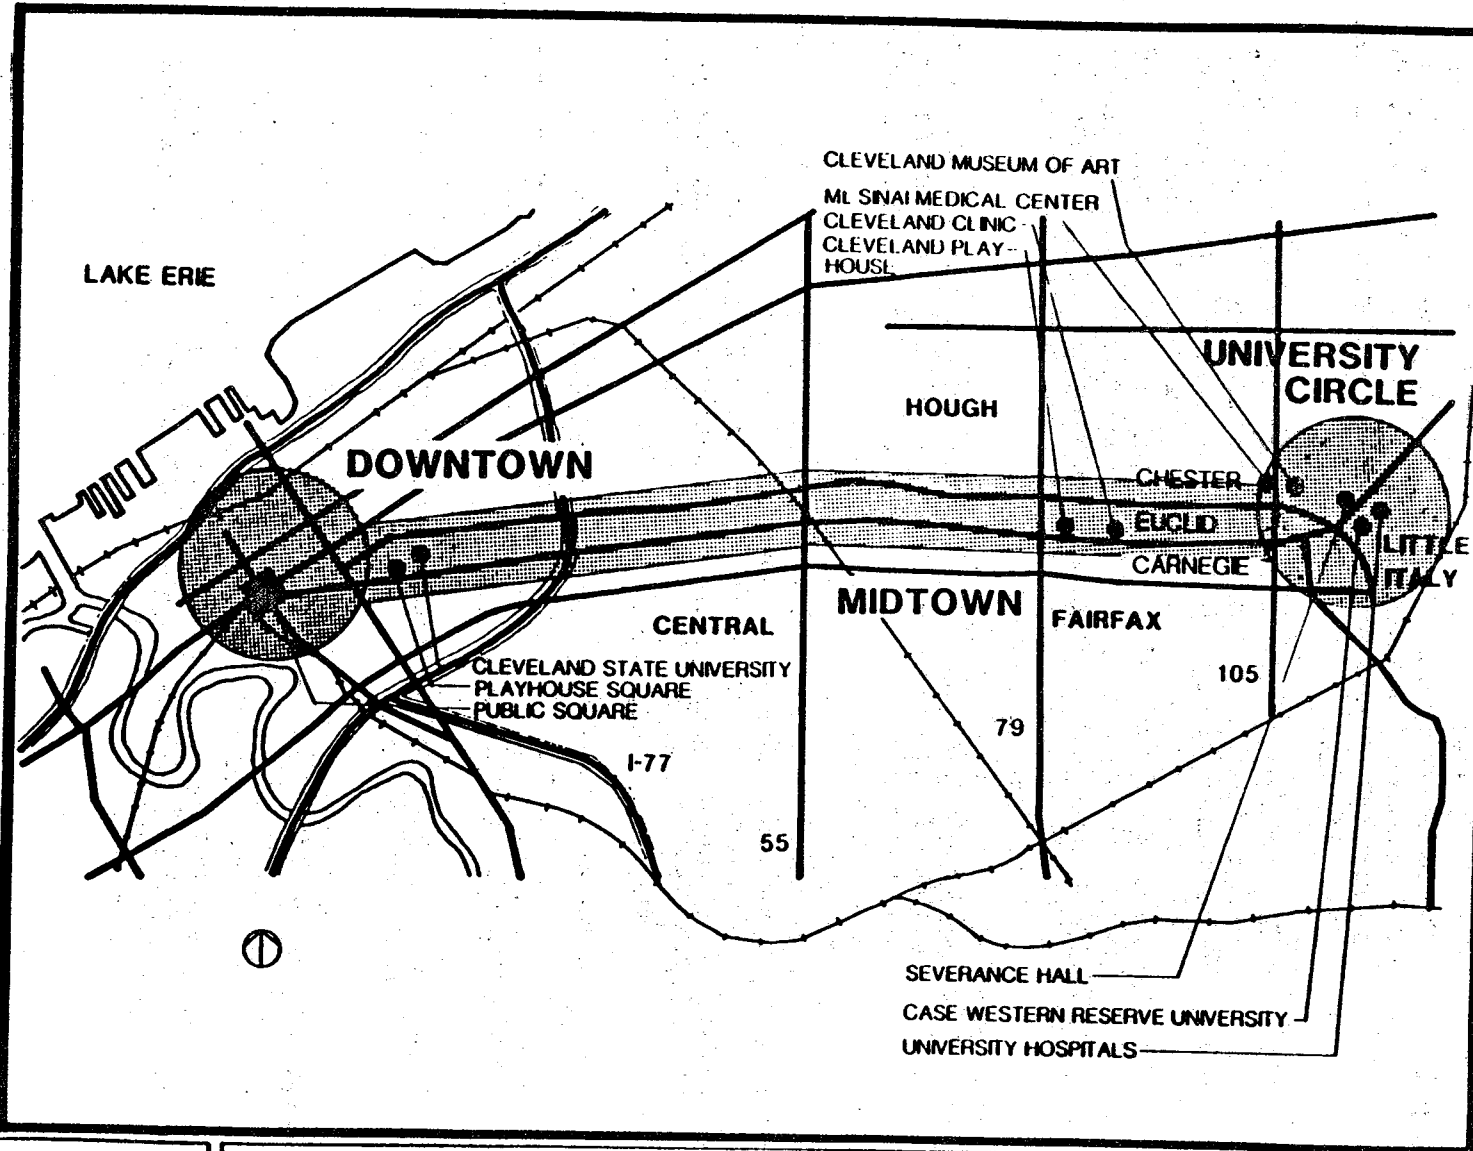 CLEVELAND MUSEUM OF ART
Mt. SINAI MEDICAL CENTER
CLEVELAND CLINIC
CLEVELAND PLAY
HOUSE
LAKE ERIE
UNIVERSITY
CIRCLE
HOUGH
DOWNTOWN
CHESTER
EUCLID
LITTLE
CARNEGIE
ITALY
MIDTOWN
FAIRFAX
CENTRAL
CLEVELAND STATE UNIVERSITY
PLAYHOUSE SQUARE
PUBLIC SQUARE
105
79
I-77
55
SEVERANCE HALL
CASE WESTERN RESERVE UNIVERSITY
UNIVERSITY HOSPITALS